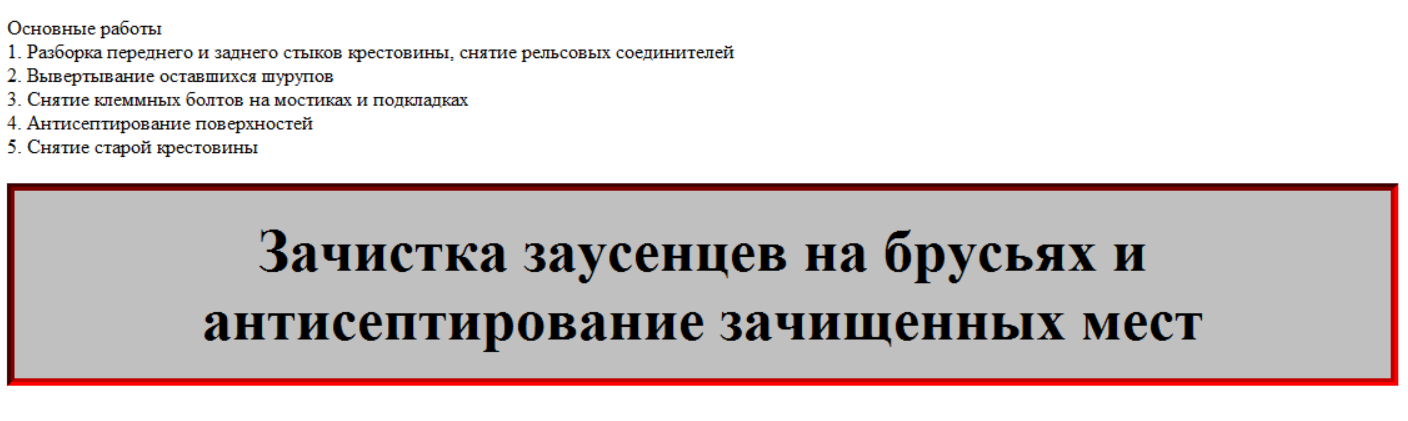 Основные работы
1. Разборка переднего и заднего стыков крестовины, снятие рельсовых соединителей
2. Вывертывание оставшихся шурупов
3. Снятие клеммных болтов на мостиках и подкладках
4. Антисептирование поверхностей
5. Снятие старой крестовины
Зачистка заусенцев на брусьях и
антисептирование зачищенных мест